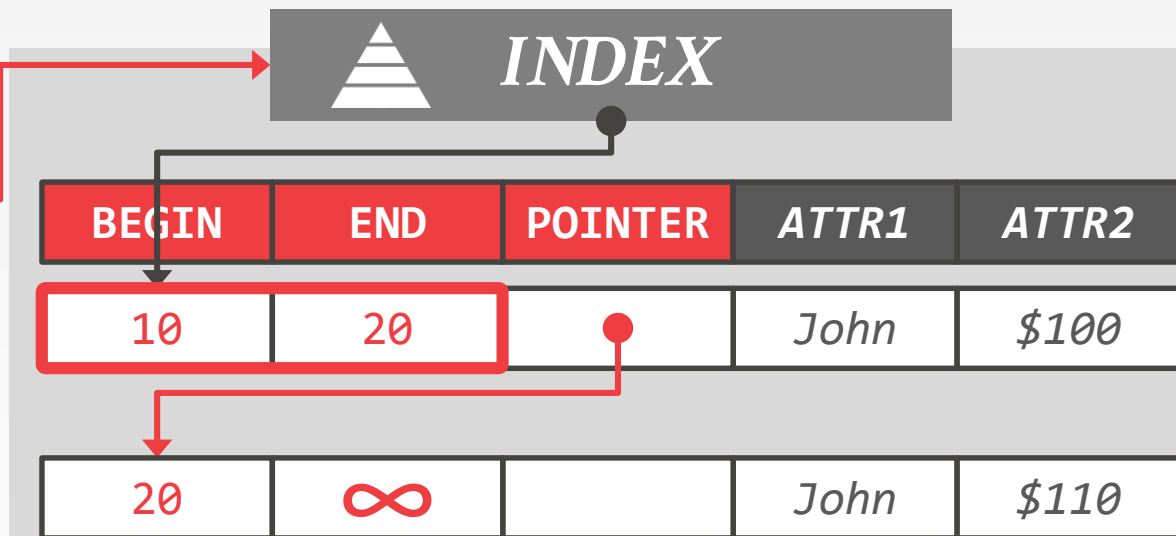 INDEX
BEGIN END POINTER ATTR1 ATTR2
10 20 John $100
20 ∞ John $110